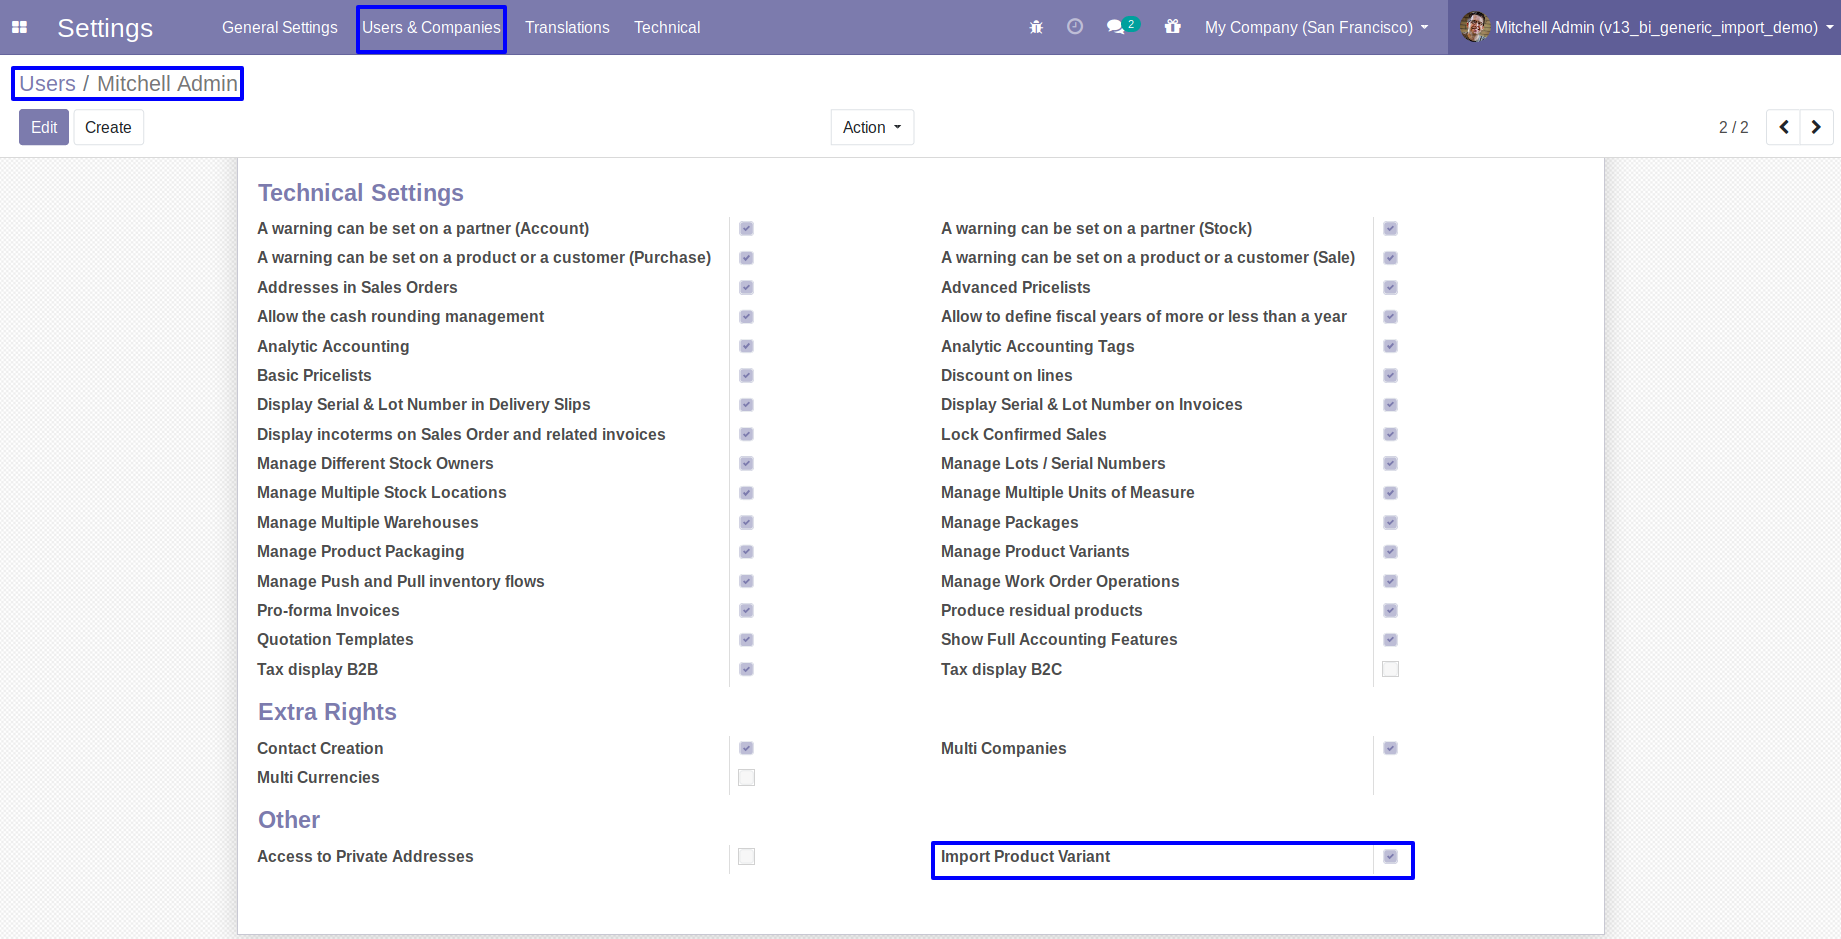 Settings General Settings Users & Companies Translations Technical 2 My Company (San Francisco) Mitchell Admin (v13_bi_generic_import_demo)
Users / Mitchell Admin
Edit Create Action 2 / 2
Technical Settings
A warning can be set on a partner (Account) A warning can be set on a partner (Stock)
A warning can be set on a product or a customer (Purchase) A warning can be set on a product or a customer (Sale)
Addresses in Sales Orders Advanced Pricelists
Allow the cash rounding management Allow to define fiscal years of more or less than a year
Analytic Accounting Analytic Accounting Tags
Basic Pricelists Discount on lines
Display Serial & Lot Number in Delivery Slips Display Serial & Lot Number on Invoices
Display incoterms on Sales Order and related invoices Lock Confirmed Sales
Manage Different Stock Owners Manage Lots / Serial Numbers
Manage Multiple Stock Locations Manage Multiple Units of Measure
Manage Multiple Warehouses Manage Packages
Manage Product Packaging Manage Product Variants
Manage Push and Pull inventory flows Manage Work Order Operations
Pro-forma Invoices Produce residual products
Quotation Templates Show Full Accounting Features
Tax display B2B Tax display B2C
Extra Rights
Contact Creation Multi Companies
Multi Currencies
Other
Access to Private Addresses Import Product Variant